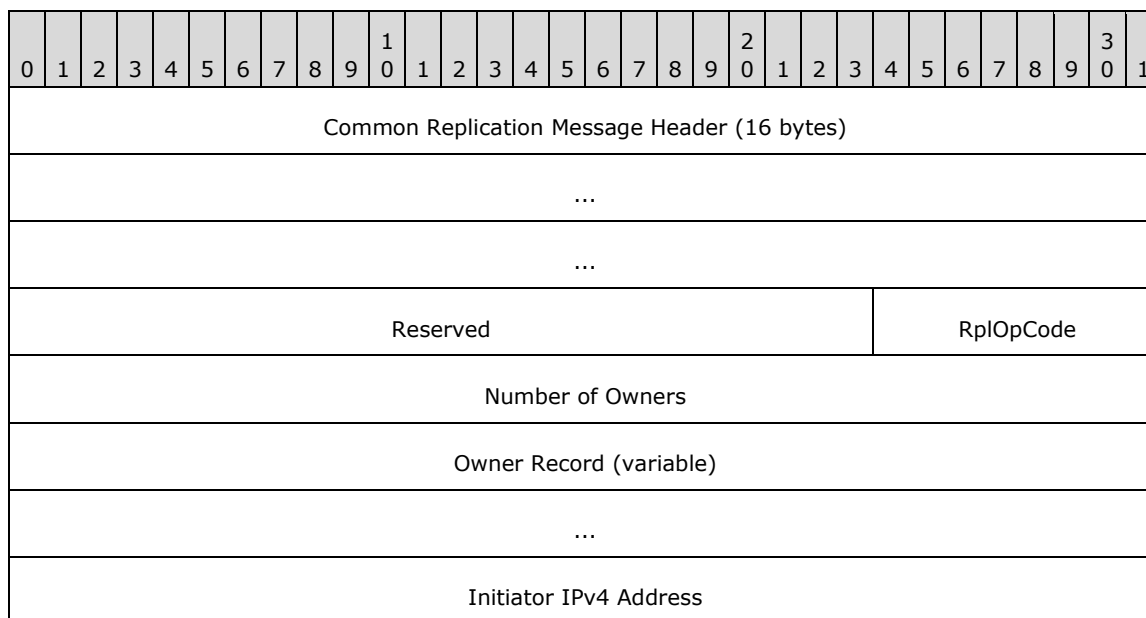 1 2 3
0 1 2 3 4 5 6 7 8 9 0 1 2 3 4 5 6 7 8 9 0 1 2 3 4 5 6 7 8 9 0 1
Common Replication Message Header (16 bytes)
...
...
Reserved RplOpCode
Number of Owners
Owner Record (variable)
...
Initiator IPv4 Address